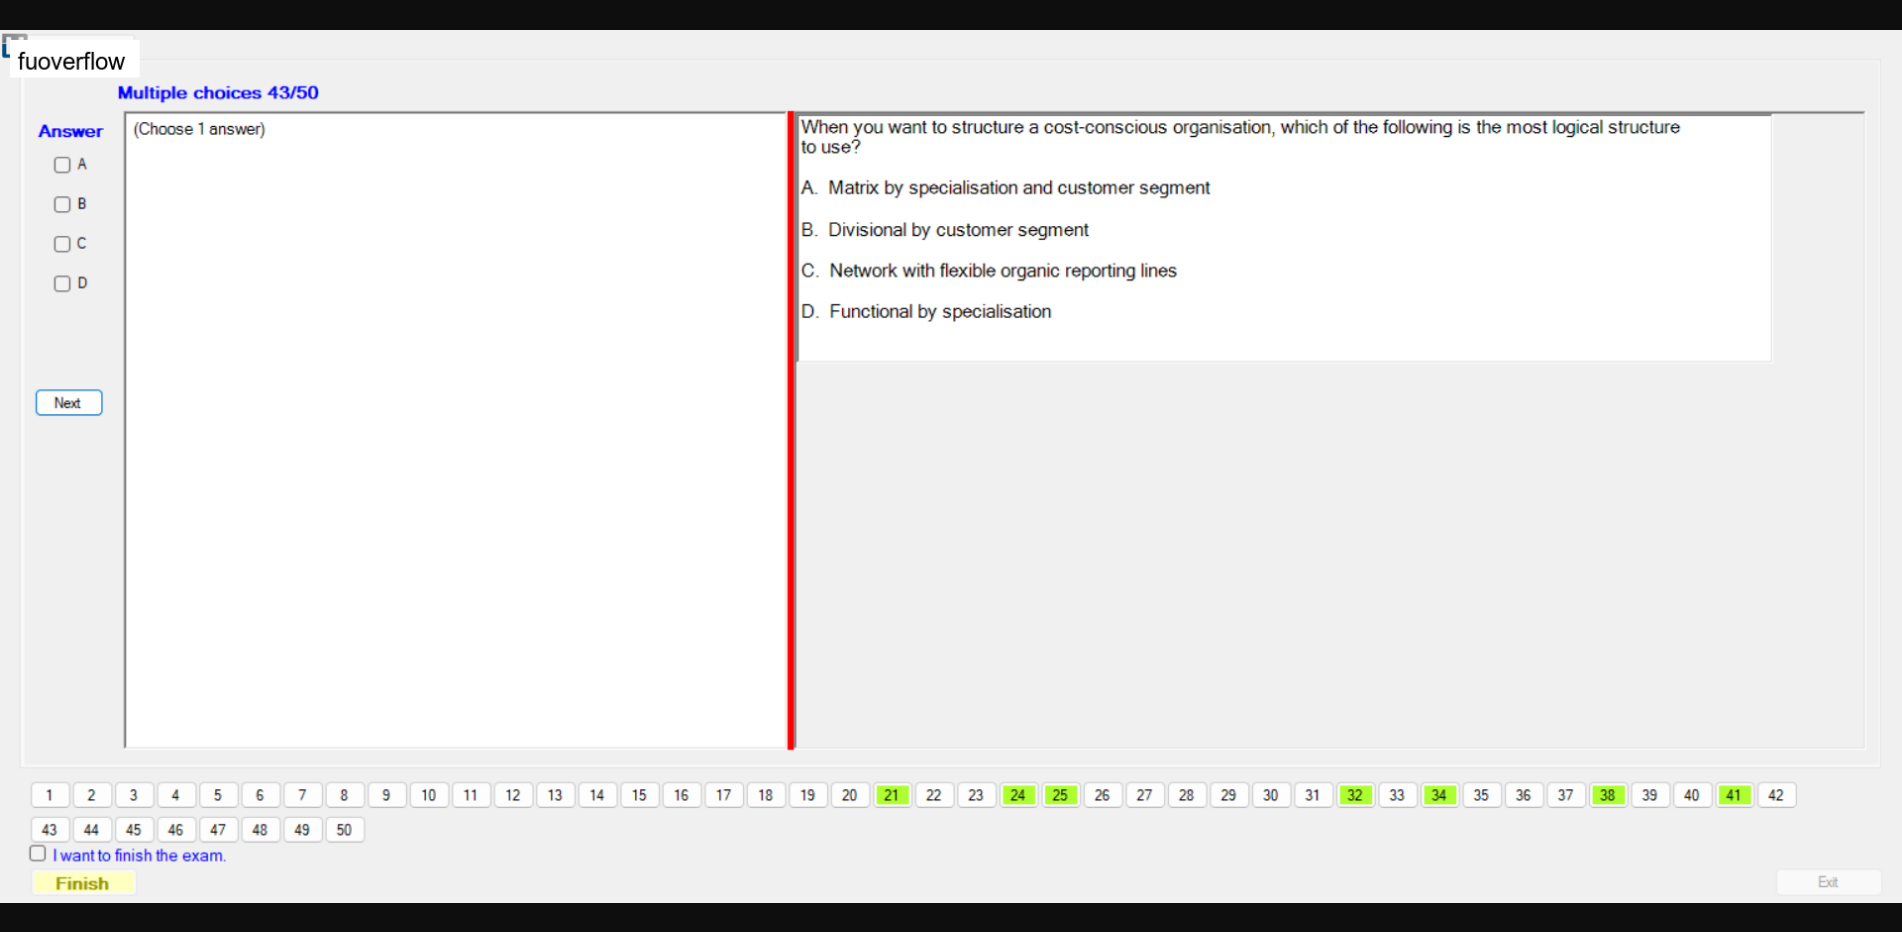 fuoverflow
Multiple choices 43/50
Answer
(Choose 1 answer)
A
B
C
D
Next
When you want to structure a cost-conscious organisation, which of the following is the most logical structure
to use?
A. Matrix by specialisation and customer segment
B. Divisional by customer segment
C. Network with flexible organic reporting lines
D. Functional by specialisation
1 2 3 4 5 6 7 8 9 10 11 12 13 14 15 16 17 18 19 20 21 22 23 24 25 26 27 28 29 30 31 32 33 34 35 36 37 38 39 40 41 42
43 44 45 46 47 48 49 50
I want to finish the exam.
Finish
Exit